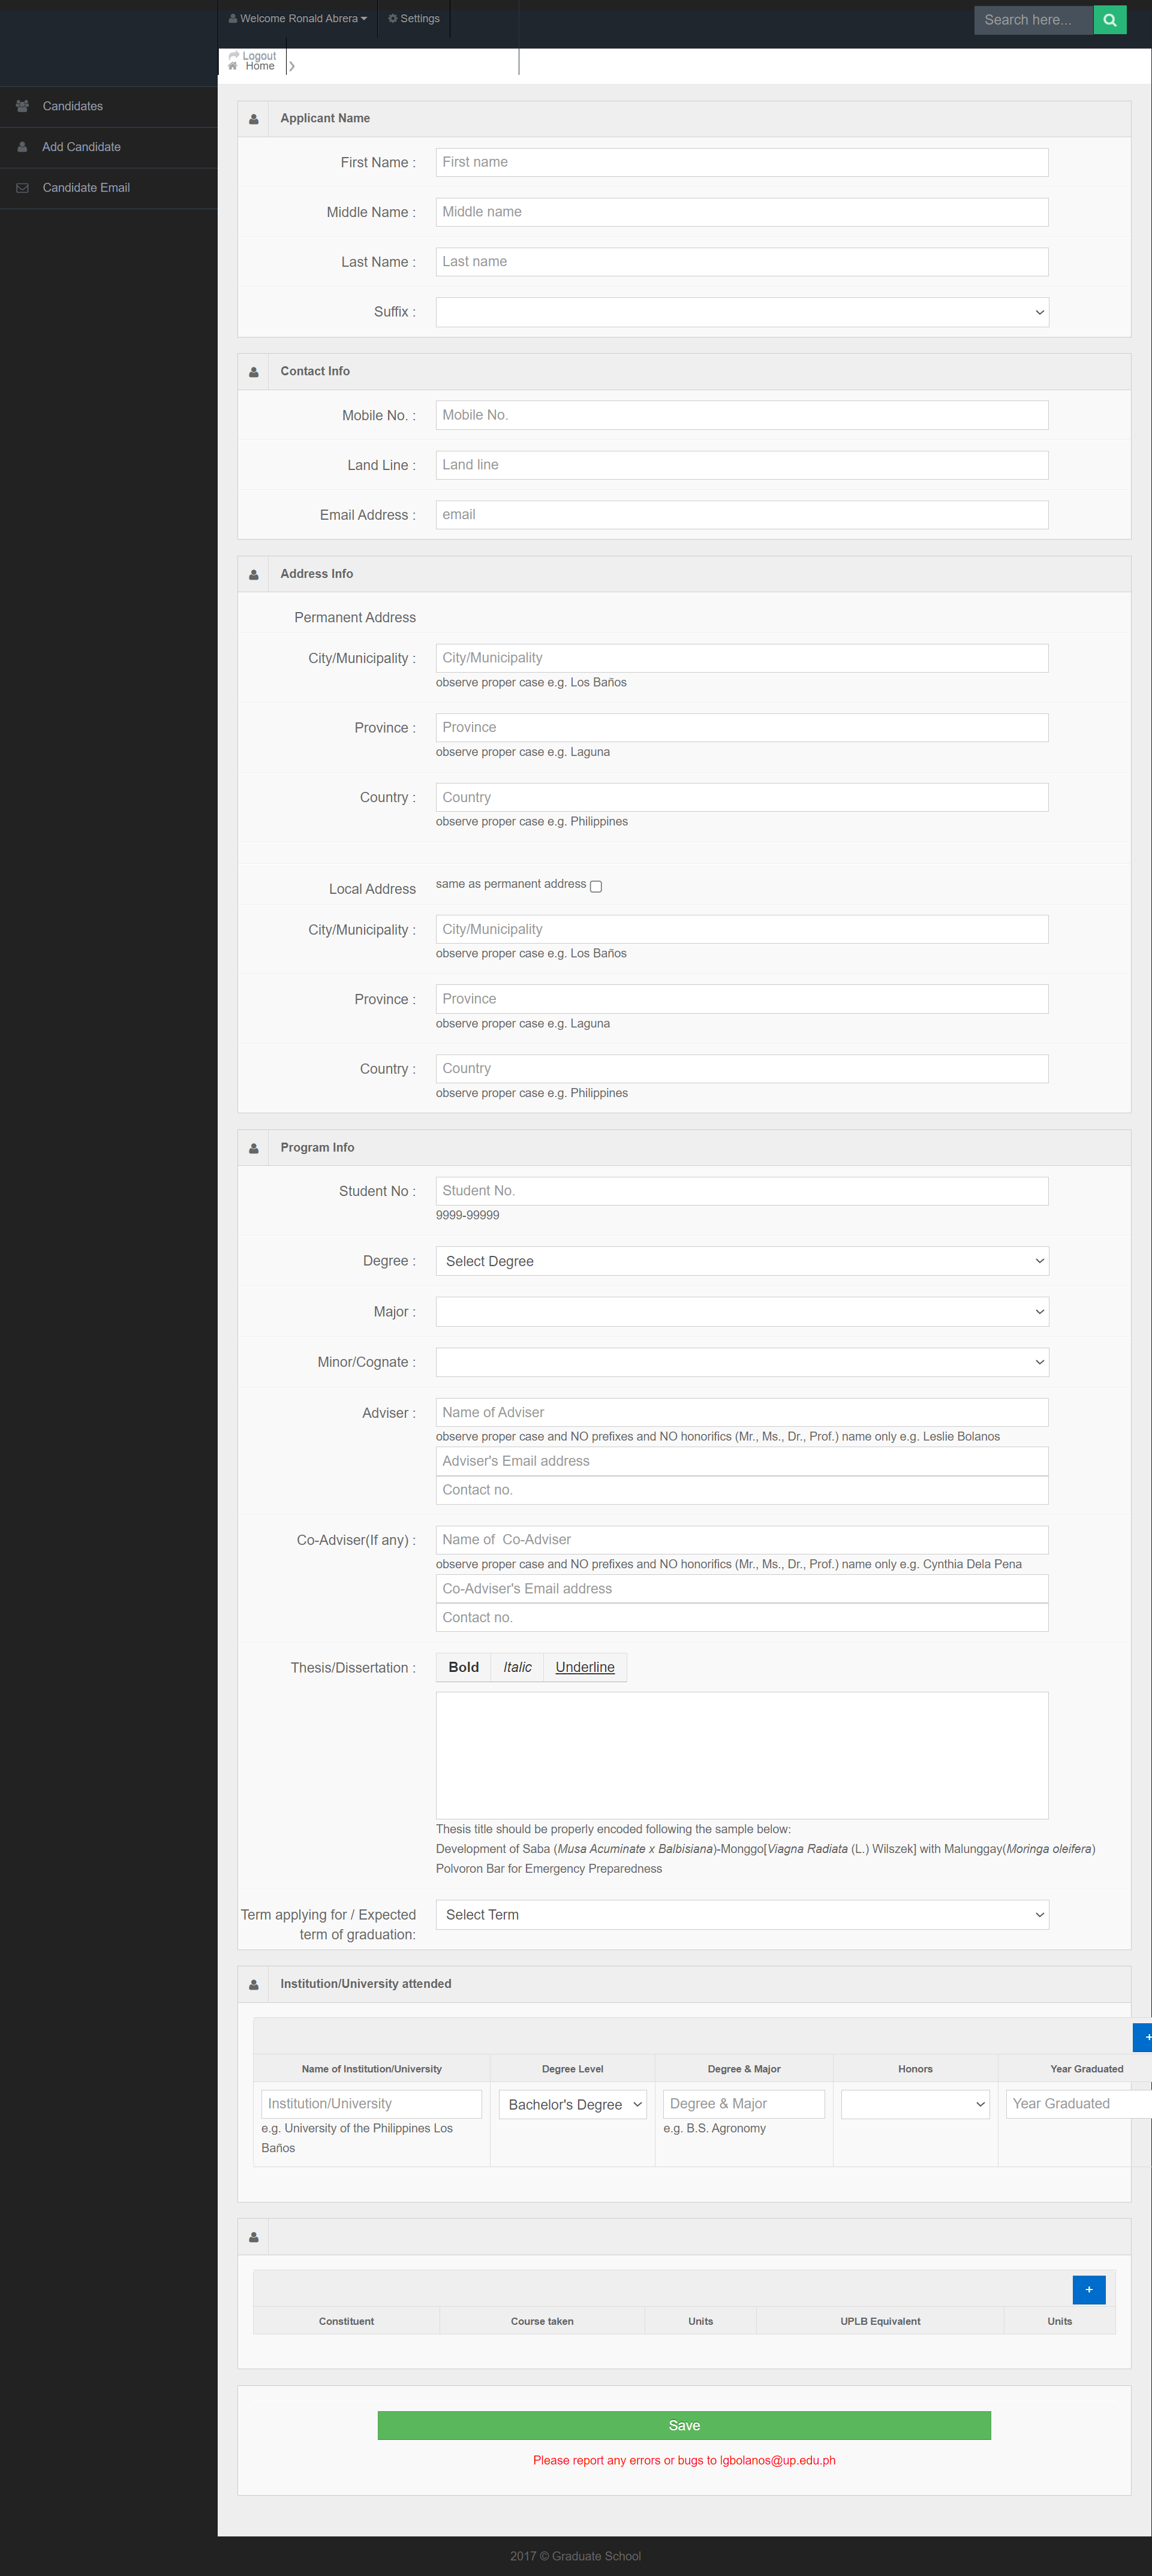 Welcome Ronald Abrera
Settings
Search here...
Logout
Home
Candidates
Add Candidate
Candidate Email
Applicant Name
First Name :
First name
Middle Name :
Middle name
Last Name :
Last name
Suffix :
Contact Info
Mobile No. :
Mobile No.
Land Line :
Land line
Email Address :
email
Address Info
Permanent Address
City/Municipality :
City/Municipality
observe proper case e.g. Los Baños
Province :
Province
observe proper case e.g. Laguna
Country :
Country
observe proper case e.g. Philippines
Local Address
same as permanent address
City/Municipality :
City/Municipality
observe proper case e.g. Los Baños
Province :
Province
observe proper case e.g. Laguna
Country :
Country
observe proper case e.g. Philippines
Program Info
Student No :
Student No.
9999-99999
Degree :
Select Degree
Major :
Minor/Cognate :
Adviser :
Name of Adviser
observe proper case and NO prefixes and NO honorifics (Mr., Ms., Dr., Prof.) name only e.g. Leslie Bolanos
Adviser's Email address
Contact no.
Co-Adviser(If any) :
Name of  Co-Adviser
observe proper case and NO prefixes and NO honorifics (Mr., Ms., Dr., Prof.) name only e.g. Cynthia Dela Pena
Co-Adviser's Email address
Contact no.
Thesis/Dissertation :
Bold
Italic
Underline
Thesis title should be properly encoded following the sample below:
Development of Saba (Musa Acuminate x Balbisiana)-Monggo[Viagna Radiata (L.) Wilszek] with Malunggay(Moringa oleifera)
Polvoron Bar for Emergency Preparedness
Term applying for / Expected
term of graduation:
Select Term
Institution/University attended
+
Name of Institution/University
Degree Level
Degree & Major
Honors
Year Graduated
Institution/University
Bachelor's Degree
Degree & Major
Year Graduated
e.g. University of the Philippines Los
Baños
e.g. B.S. Agronomy
+
Constituent
Course taken
Units
UPLB Equivalent
Units
Save
Please report any errors or bugs to lgbolanos@up.edu.ph
2017 © Graduate School